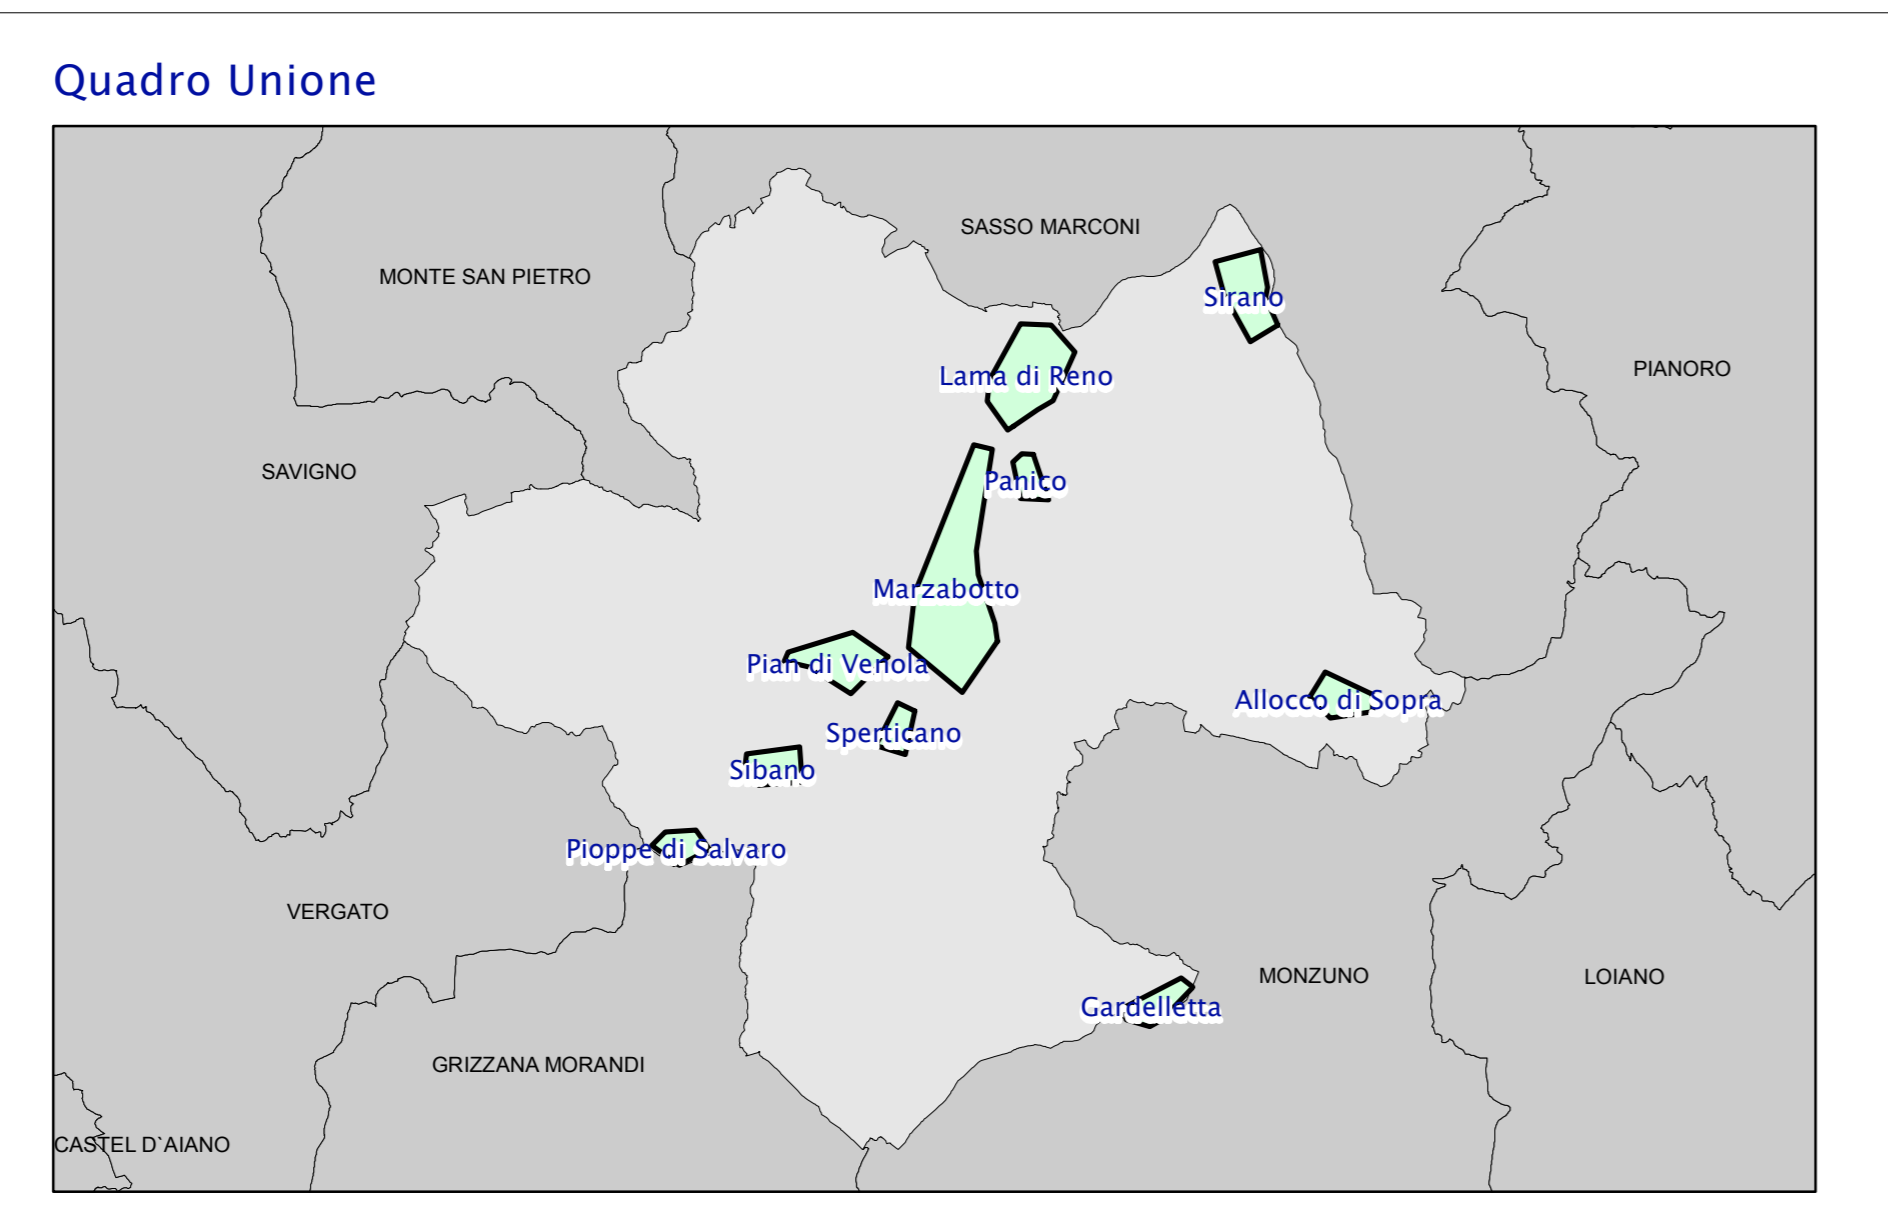 Quadro Unione
SASSO MARCONI
MONTE SAN PIETRO
Sirano
PIANORO
Lama di Reno
SAVIGNO
Panico
Marzabotto
Pian di Venola
Allocco di Sopra
Sperticano
Sibano
Pioppe di Salvaro
VERGATO
MONZUNO
LOIANO
Gardelletta
GRIZZANA MORANDI
CASTEL D`AIANO